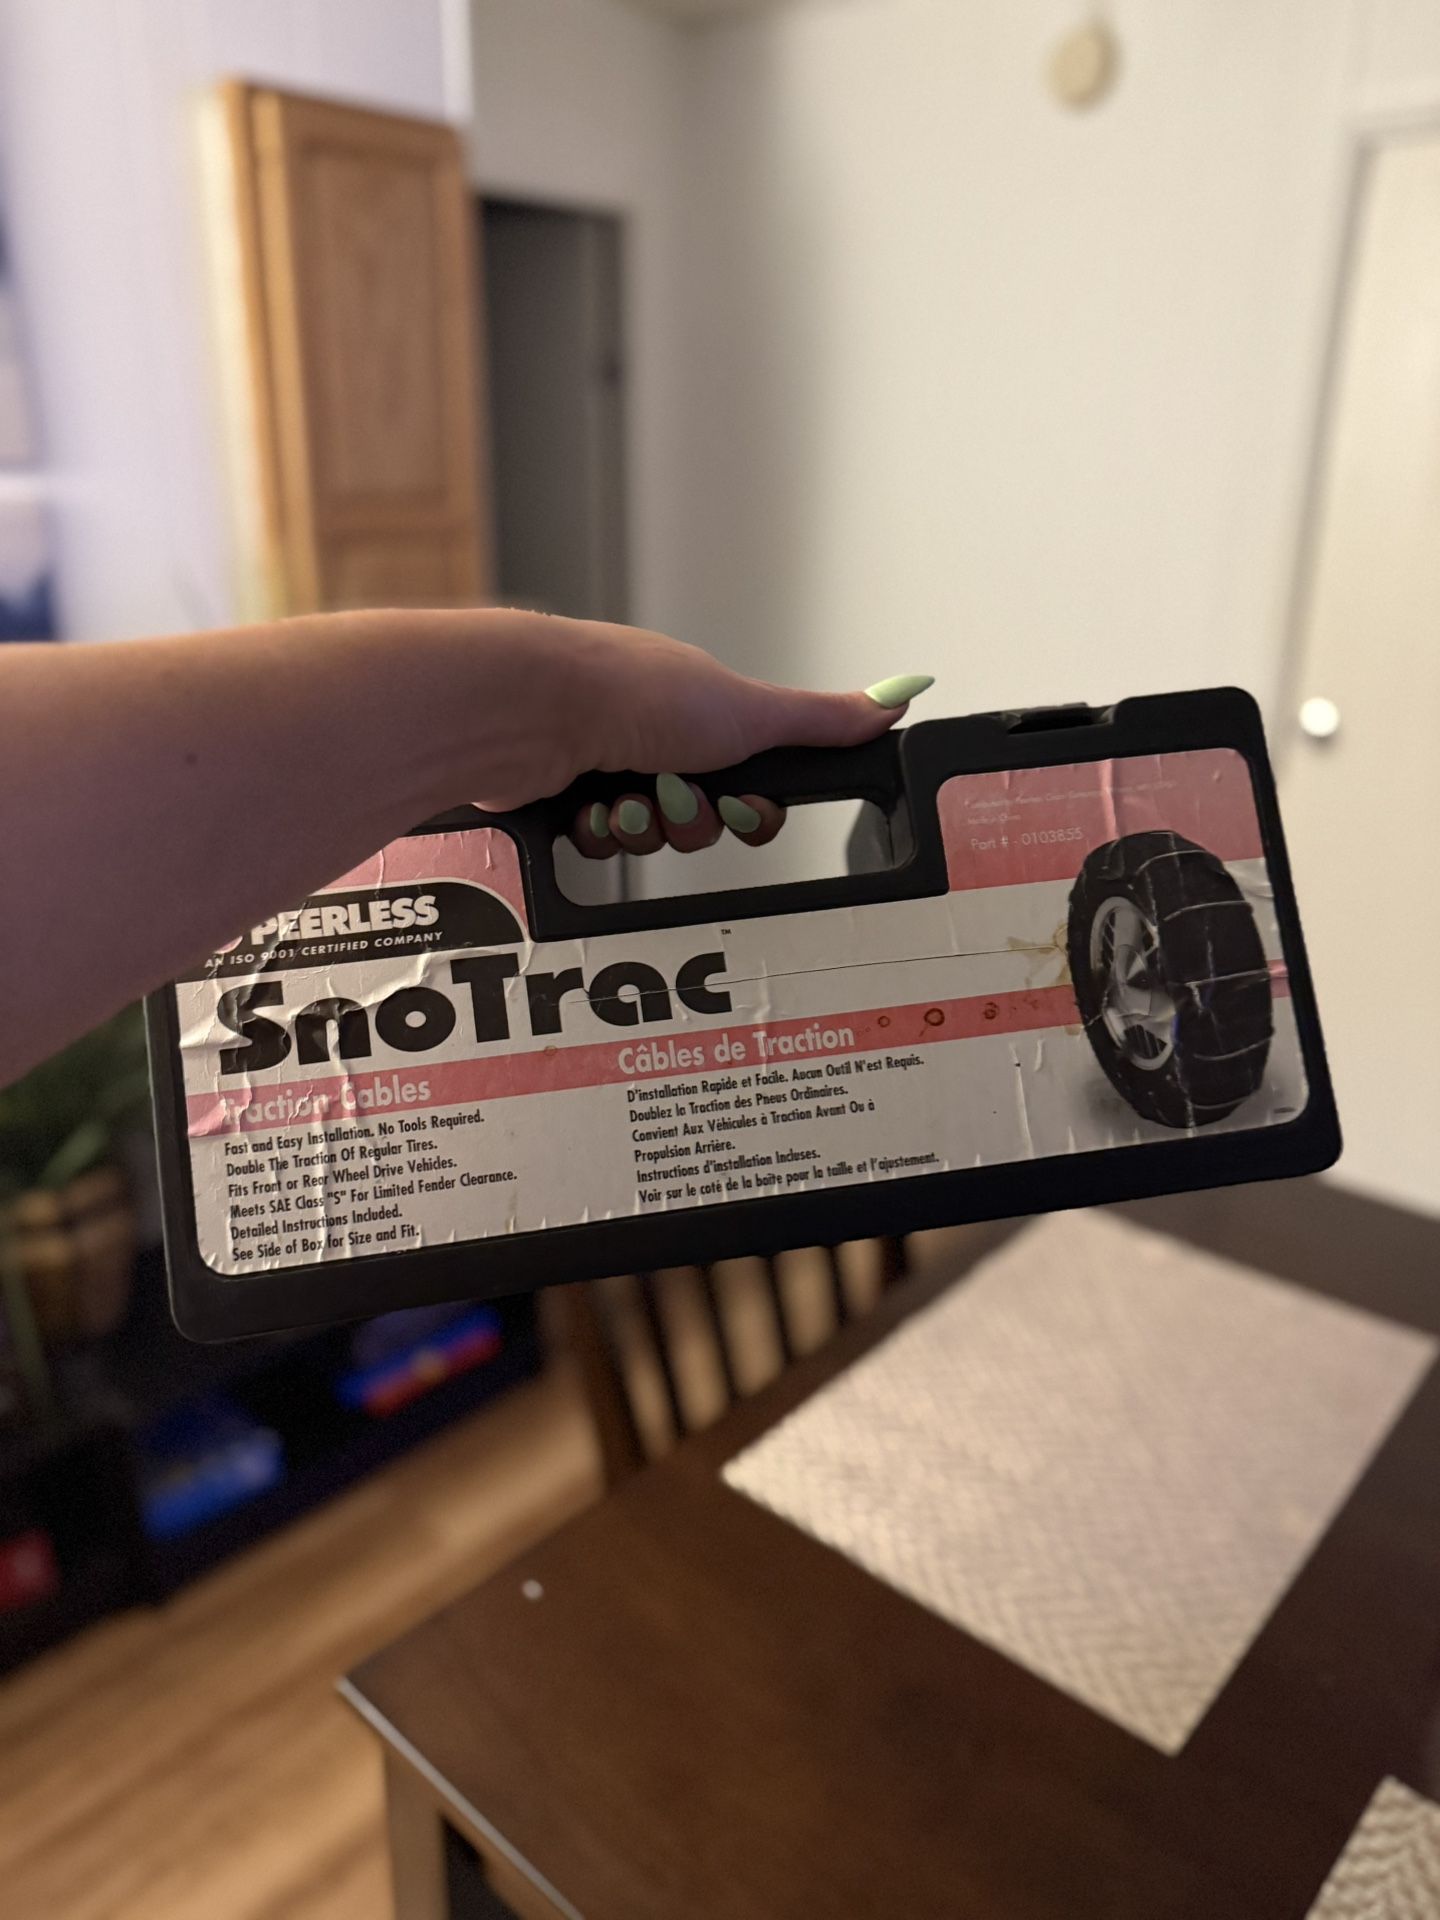 PEERLESS
AN ISO 9001 CERTIFIED COMPANY
SnoTrac™
Traction Cables
Fast and Easy Installation. No Tools Required.
Double The Traction Of Regular Tires.
Fits Front or Rear Wheel Drive Vehicles.
Meets SAE Class "S" For Limited Fender Clearance.
Detailed Instructions Included.
See Side of Box for Size and Fit.
Câbles de Traction
D'installation Rapide et Facile. Aucun Outil N'est Requis.
Doublez la Traction des Pneus Ordinaires.
Convient Aux Véhicules à Traction Avant Ou à
Propulsion Arrière.
Instructions d'installation Incluses.
Voir sur le coté de la boite pour la taille et l'ajustement.
Made in China
Part # - 0103855